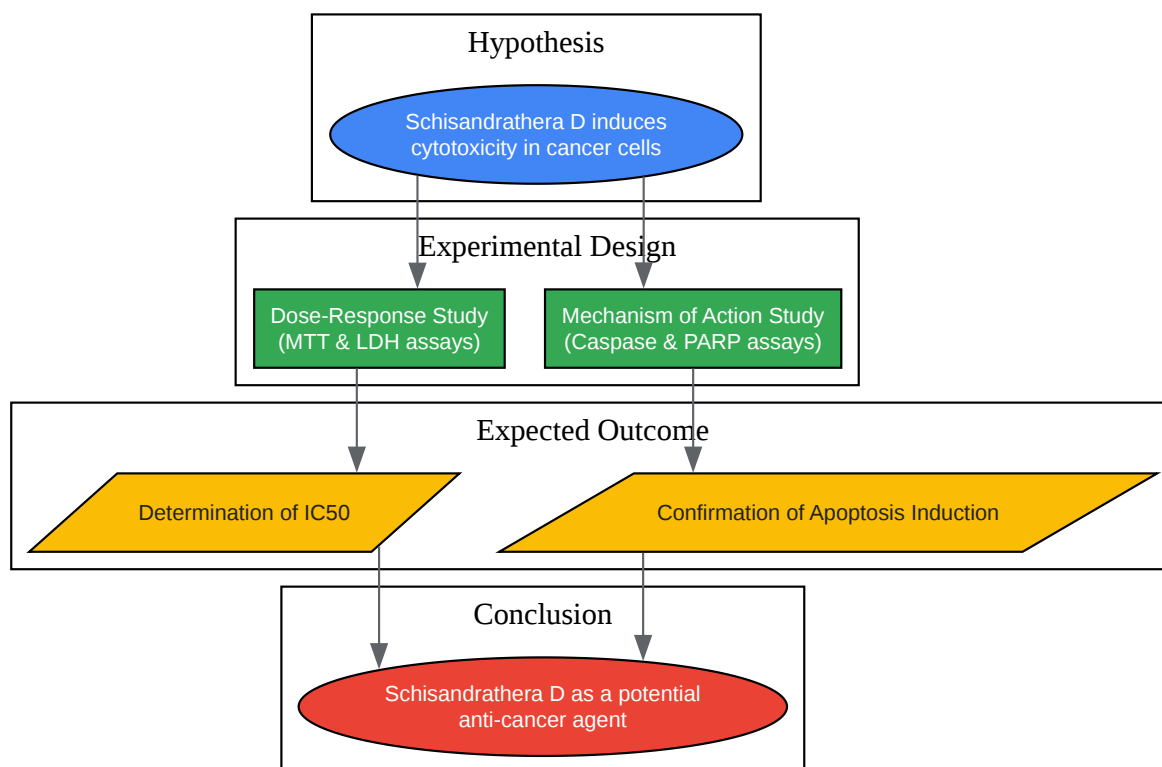 Hypothesis
Schisandrathera D induces
cytotoxicity in cancer cells
Experimental Design
Dose-Response Study
(MTT & LDH assays)
Mechanism of Action Study
(Caspase & PARP assays)
Expected Outcome
Determination of IC50
Confirmation of Apoptosis Induction
Conclusion
Schisandrathera D as a potential
anti-cancer agent